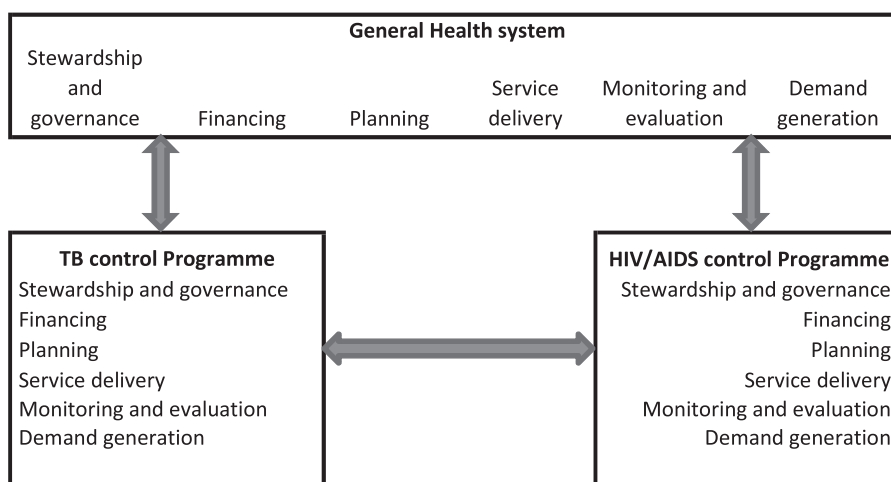 General Health system
Stewardship
and
governance
Financing
Planning
Service
delivery
Monitoring and
evaluation
Demand
generation
TB control Programme
Stewardship and governance
Financing
Planning
Service delivery
Monitoring and evaluation
Demand generation
HIV/AIDS control Programme
Stewardship and governance
Financing
Planning
Service delivery
Monitoring and evaluation
Demand generation